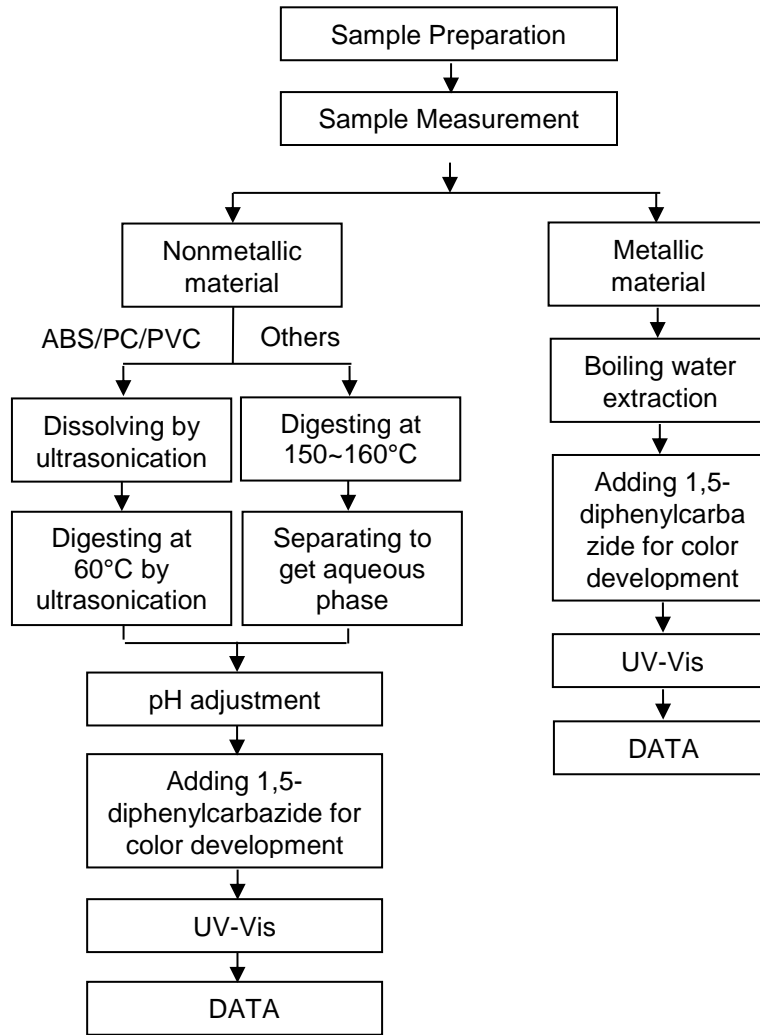 Sample Preparation
Sample Measurement
Nonmetallic
material
ABS/PC/PVC
Others
Dissolving by
ultrasonication
Digesting at
150~160°C
Digesting at
60°C by
ultrasonication
Separating to
get aqueous
phase
pH adjustment
Adding 1,5-
diphenylcarbazide for
color development
UV-Vis
DATA
Metallic
material
Boiling water
extraction
Adding 1,5-
diphenylcarba
zide for color
development
UV-Vis
DATA